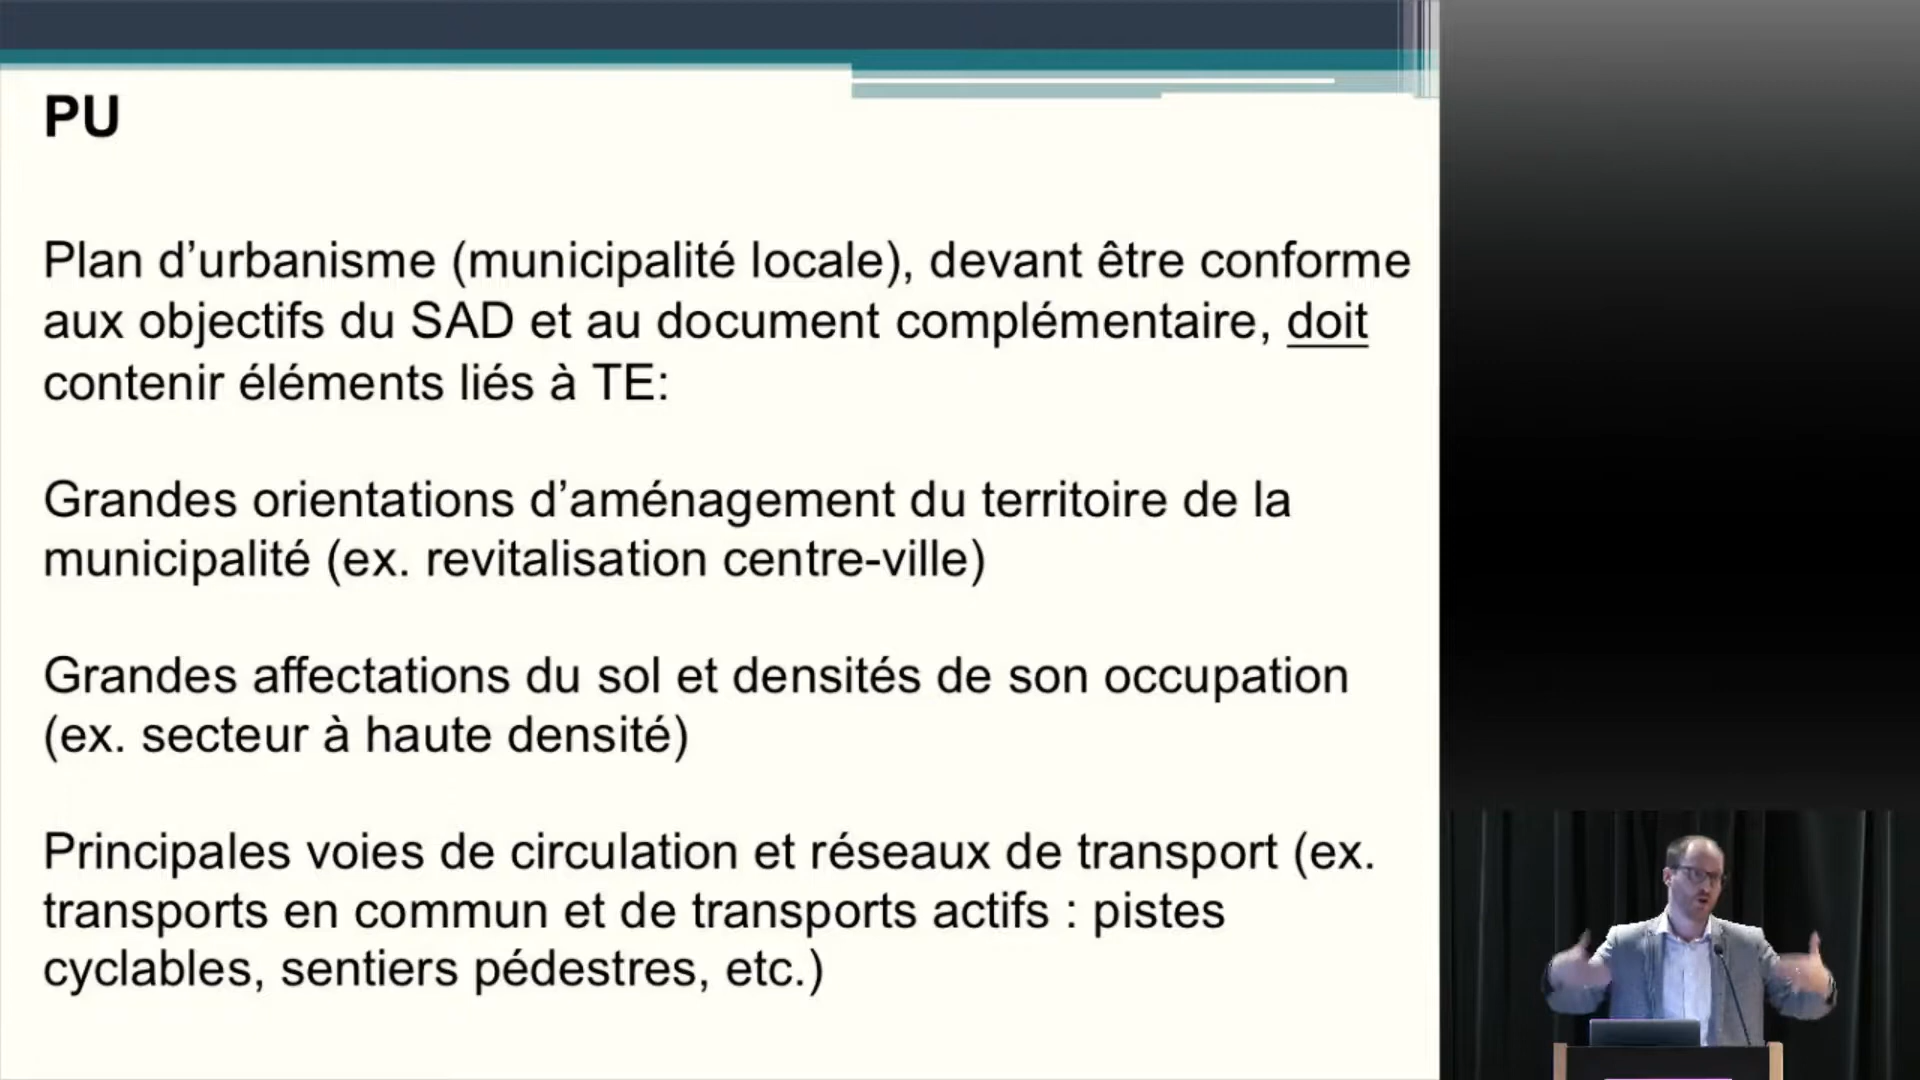 PU
Plan d’urbanisme (municipalité locale), devant être conforme
aux objectifs du SAD et au document complémentaire, doit
contenir éléments liés à TE:
Grandes orientations d’aménagement du territoire de la
municipalité (ex. revitalisation centre-ville)
Grandes affectations du sol et densités de son occupation
(ex. secteur à haute densité)
Principales voies de circulation et réseaux de transport (ex.
transports en commun et de transports actifs : pistes
cyclables, sentiers pédestres, etc.)